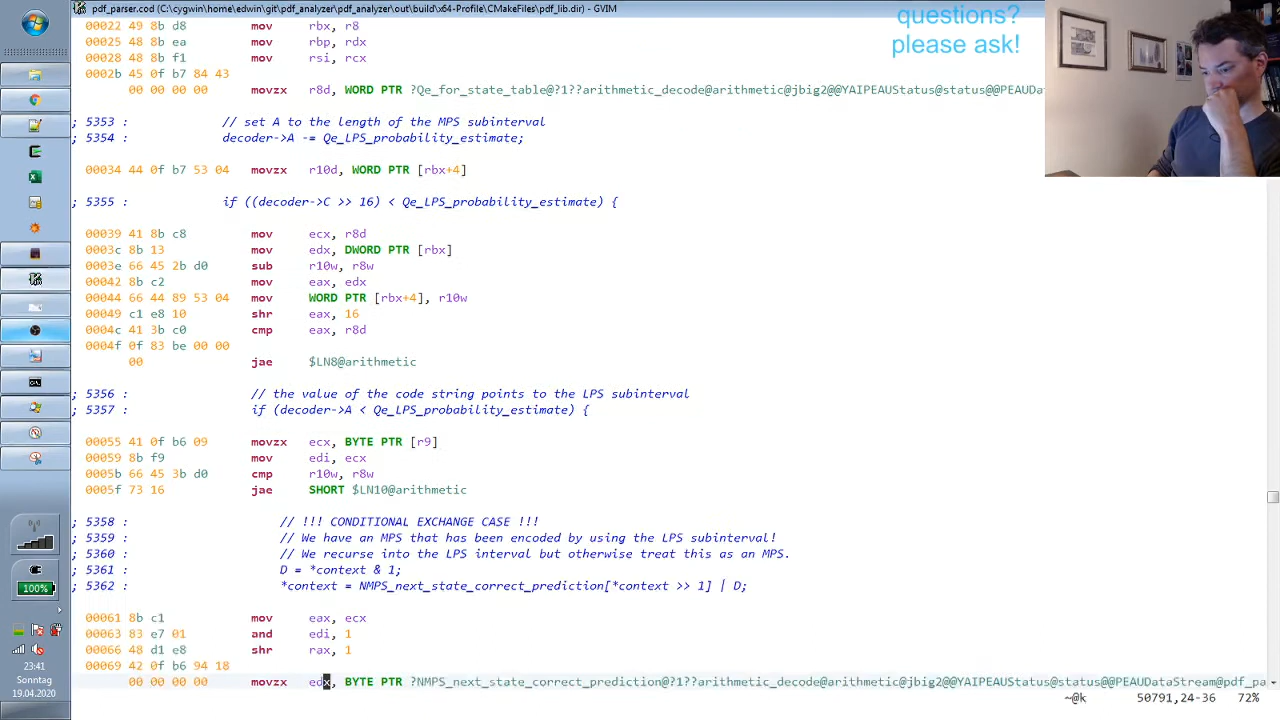 pdf_parser.cod (C:\cygwin\home\edwin\git\pdf_analyzer\pdf_analyzer\out\build\x64-Profile\CMakeFiles\pdf_lib.dir) - GVIM
questions?
please ask!
00022 49 8b d8 mov rbx, r8
00025 48 8b ea mov rbp, rdx
00028 48 8b f1 mov rsi, rcx
0002b 45 0f b7 84 43
00 00 00 00 movzx r8d, WORD PTR ?Qe_for_state_table@?1??arithmetic_decode@arithmetic@jbig2@@YAIPEAUStatus@status@@PEAUData
; 5353 : // set A to the length of the MPS subinterval
; 5354 : decoder->A -= Qe_LPS_probability_estimate;
00034 44 0f b7 53 04 movzx r10d, WORD PTR [rbx+4]
; 5355 : if ((decoder->C >> 16) < Qe_LPS_probability_estimate) {
00039 41 8b c8 mov ecx, r8d
0003c 8b 13 mov edx, DWORD PTR [rbx]
0003e 66 45 2b d0 sub r10w, r8w
00042 8b c2 mov eax, edx
00044 66 44 89 53 04 mov WORD PTR [rbx+4], r10w
00049 c1 e8 10 shr eax, 16
0004c 41 3b c0 cmp eax, r8d
0004f 0f 83 be 00 00
00 jae $LN8@arithmetic
; 5356 : // the value of the code string points to the LPS subinterval
; 5357 : if (decoder->A < Qe_LPS_probability_estimate) {
00055 41 0f b6 09 movzx ecx, BYTE PTR [r9]
00059 8b f9 mov edi, ecx
0005b 66 45 3b d0 cmp r10w, r8w
0005f 73 16 jae SHORT $LN10@arithmetic
; 5358 : // !!! CONDITIONAL EXCHANGE CASE !!!
; 5359 : // We have an MPS that has been encoded by using the LPS subinterval!
; 5360 : // We recurse into the LPS interval but otherwise treat this as an MPS.
; 5361 : D = *context & 1;
; 5362 : *context = NMPS_next_state_correct_prediction[*context >> 1] | D;
00061 8b c1 mov eax, ecx
00063 83 e7 01 and edi, 1
00066 48 d1 e8 shr rax, 1
00069 42 0f b6 94 18
00 00 00 00 movzx edx, BYTE PTR ?NMPS_next_state_correct_prediction@?1??arithmetic_decode@arithmetic@jbig2@@YAIPEAUStatus@status@@PEAUDataStream@pdf_pa
~@k 50791,24-36 72%
100%
23:41
Sonntag
19.04.2020